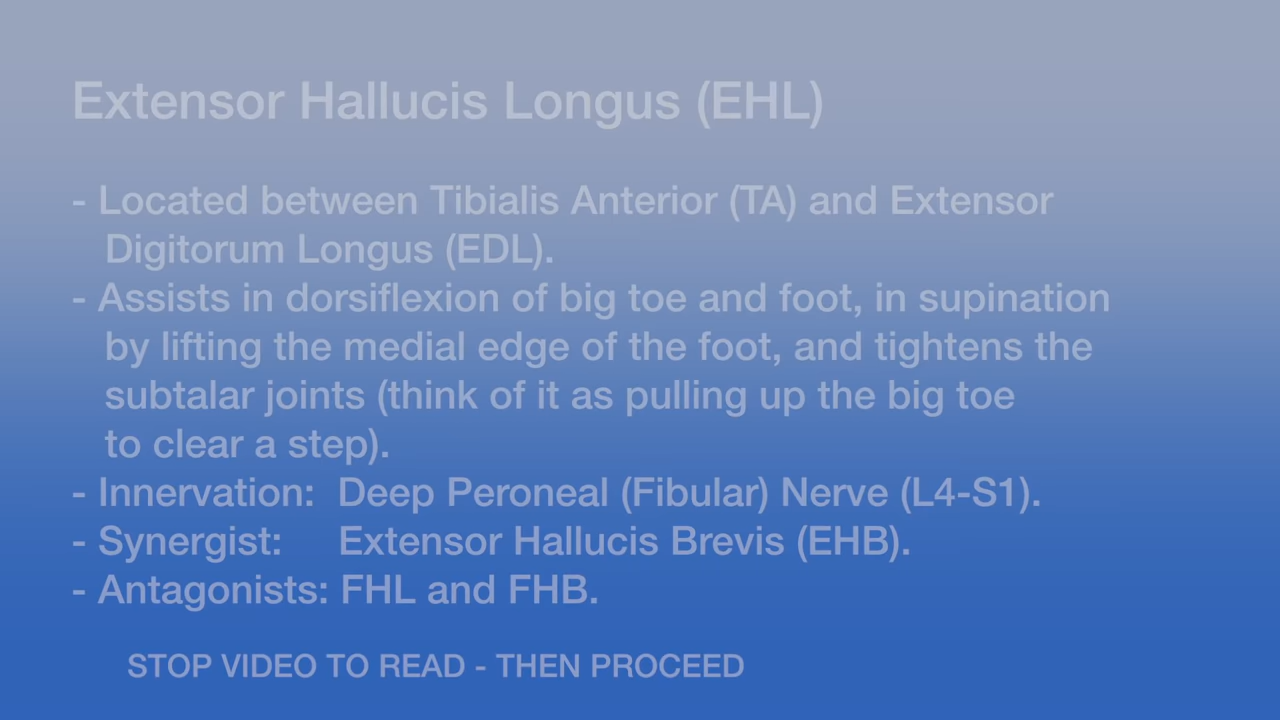 Extensor Hallucis Longus (EHL)
- Located between Tibialis Anterior (TA) and Extensor
Digitorum Longus (EDL).
- Assists in dorsiflexion of big toe and foot, in supination
by lifting the medial edge of the foot, and tightens the
subtalar joints (think of it as pulling up the big toe
to clear a step).
- Innervation: Deep Peroneal (Fibular) Nerve (L4-S1).
- Synergist: Extensor Hallucis Brevis (EHB).
- Antagonists: FHL and FHB.
STOP VIDEO TO READ - THEN PROCEED